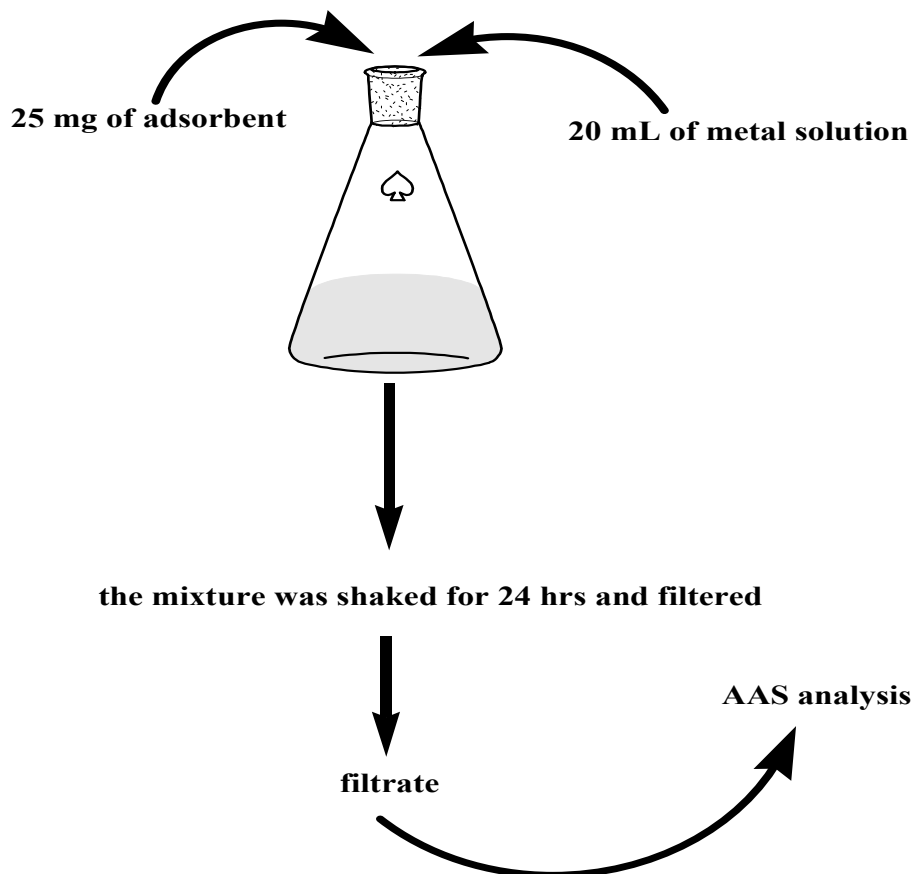 25 mg of adsorbent
20 mL of metal solution
the mixture was shaked for 24 hrs and filtered
AAS analysis
filtrate